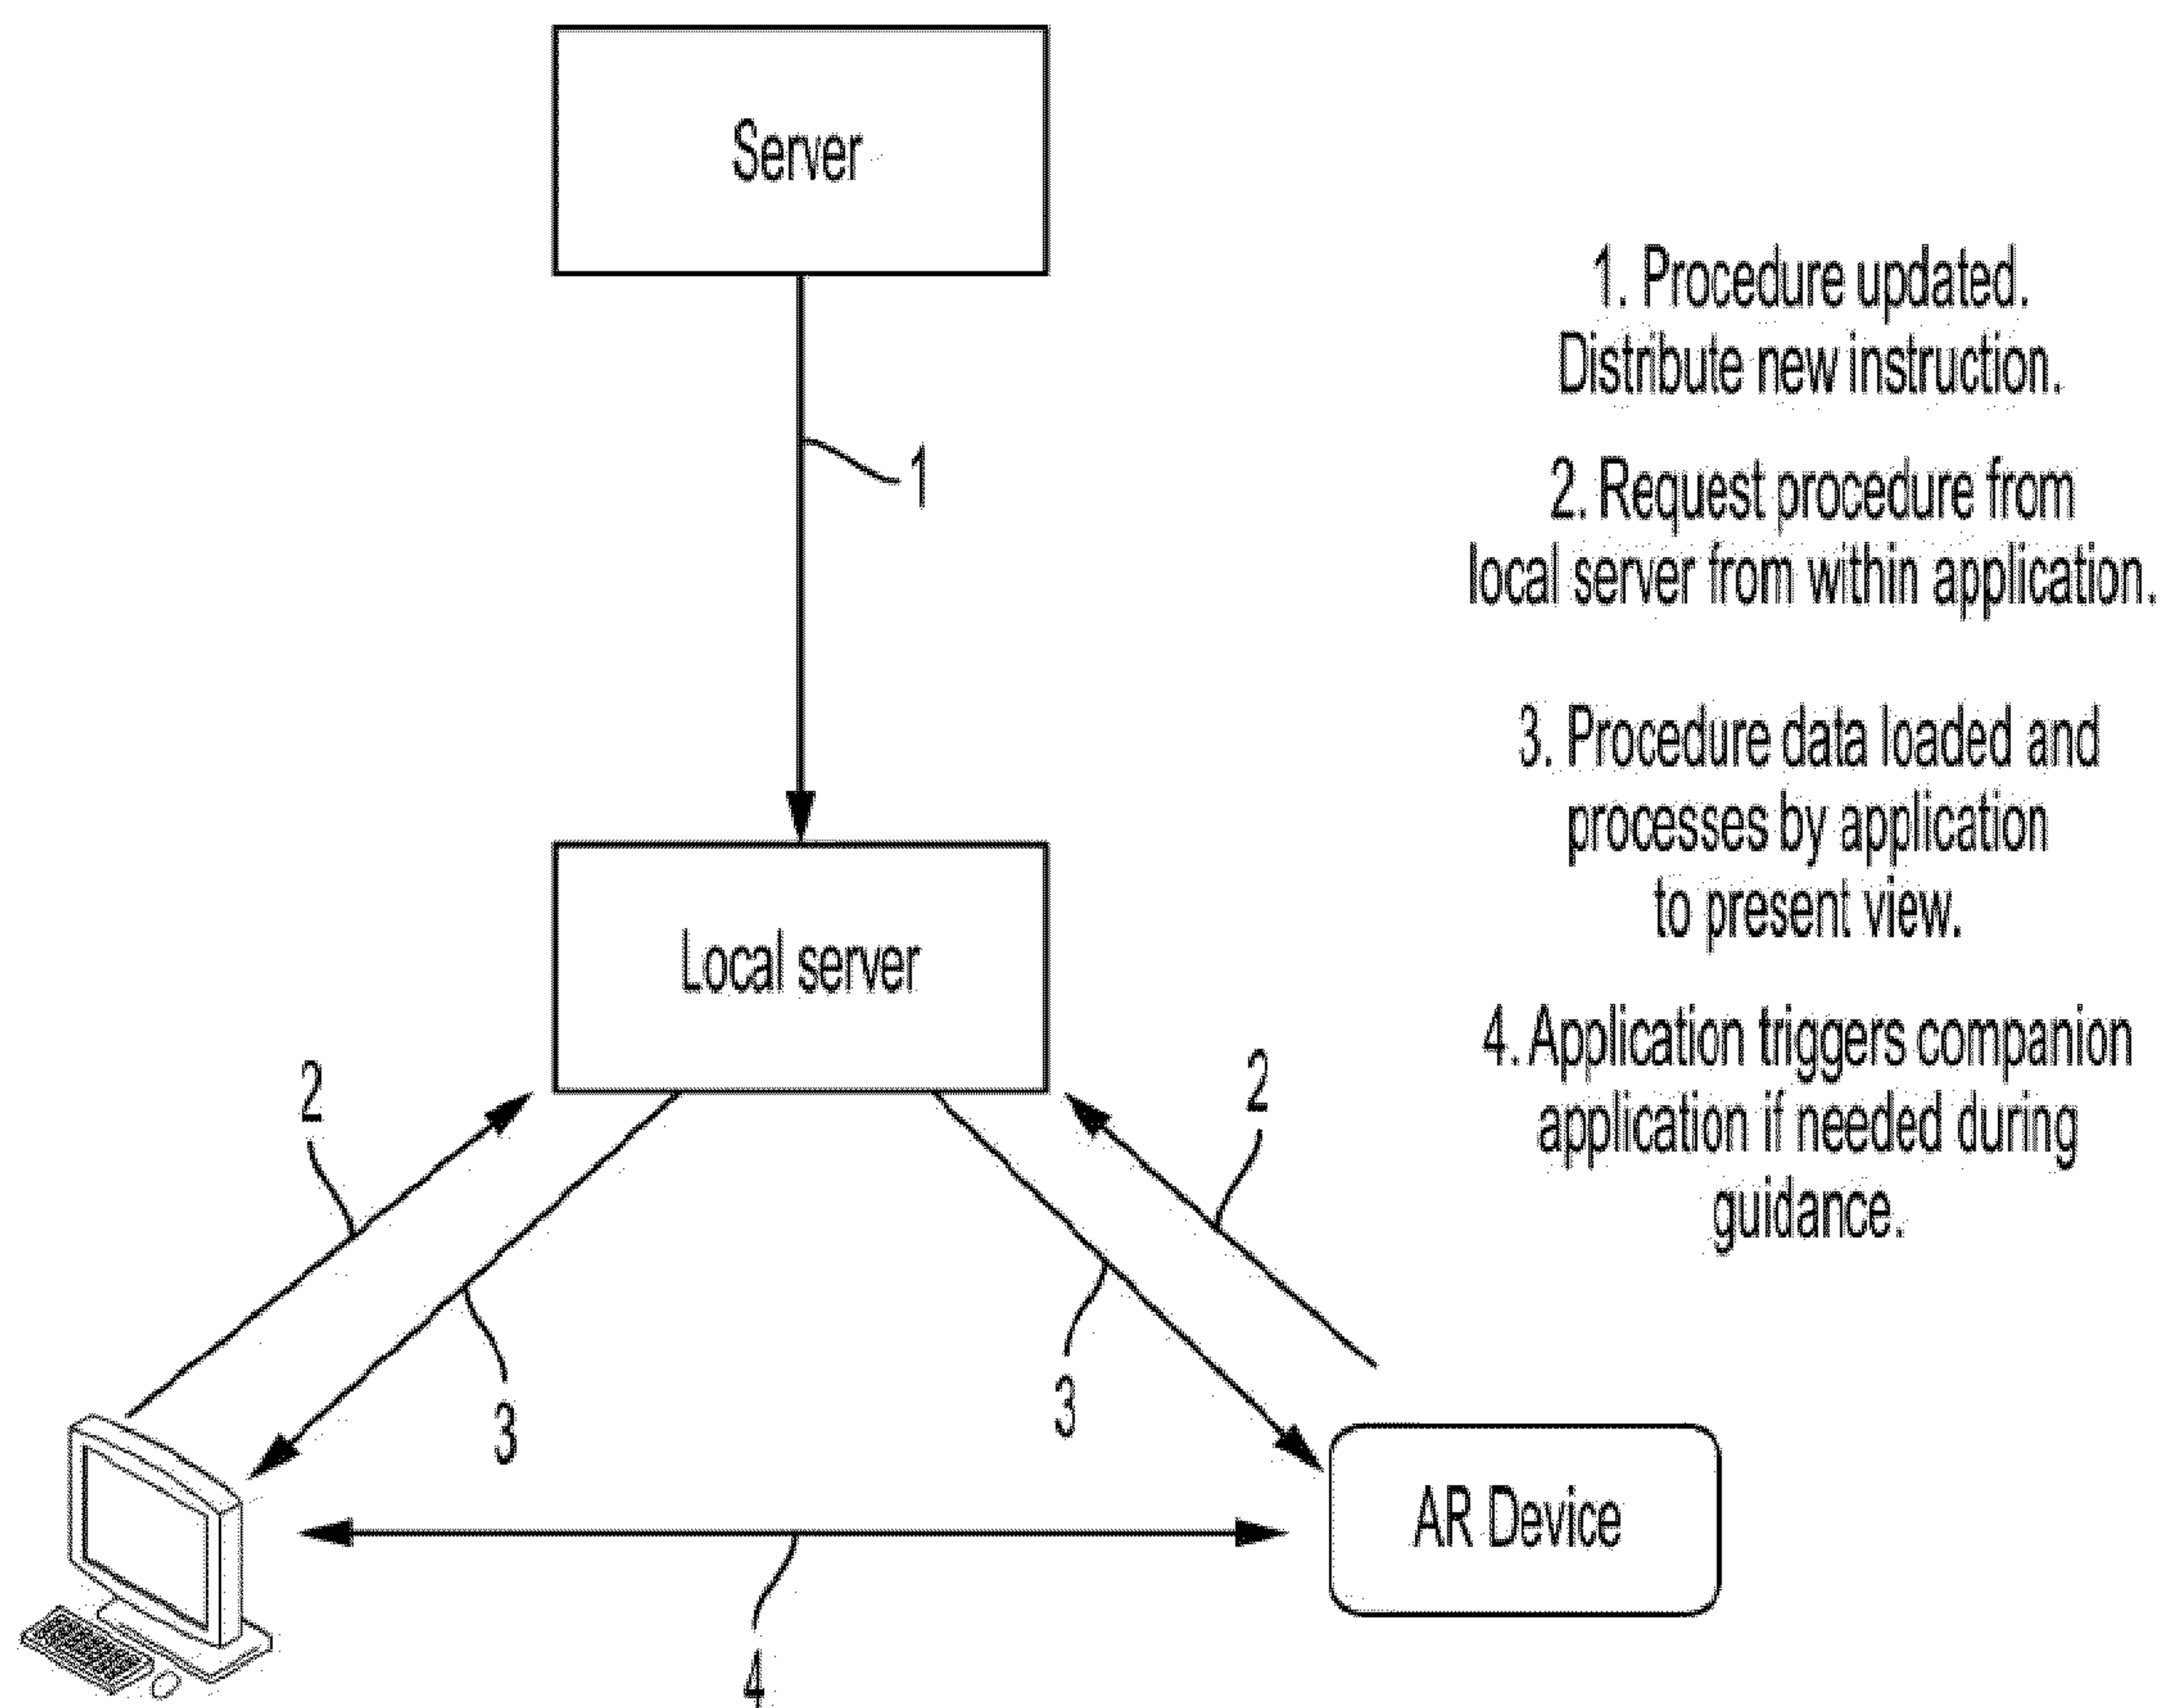 Server
1. Procedure updated.
Distribute new instruction.
1
2. Request procedure from
local server from within application.
3. Procedure data loaded and
processes by application
to present view.
Local server
4. Application triggers companion
application if needed during
guidance.
2
2
3
3
AR Device
4